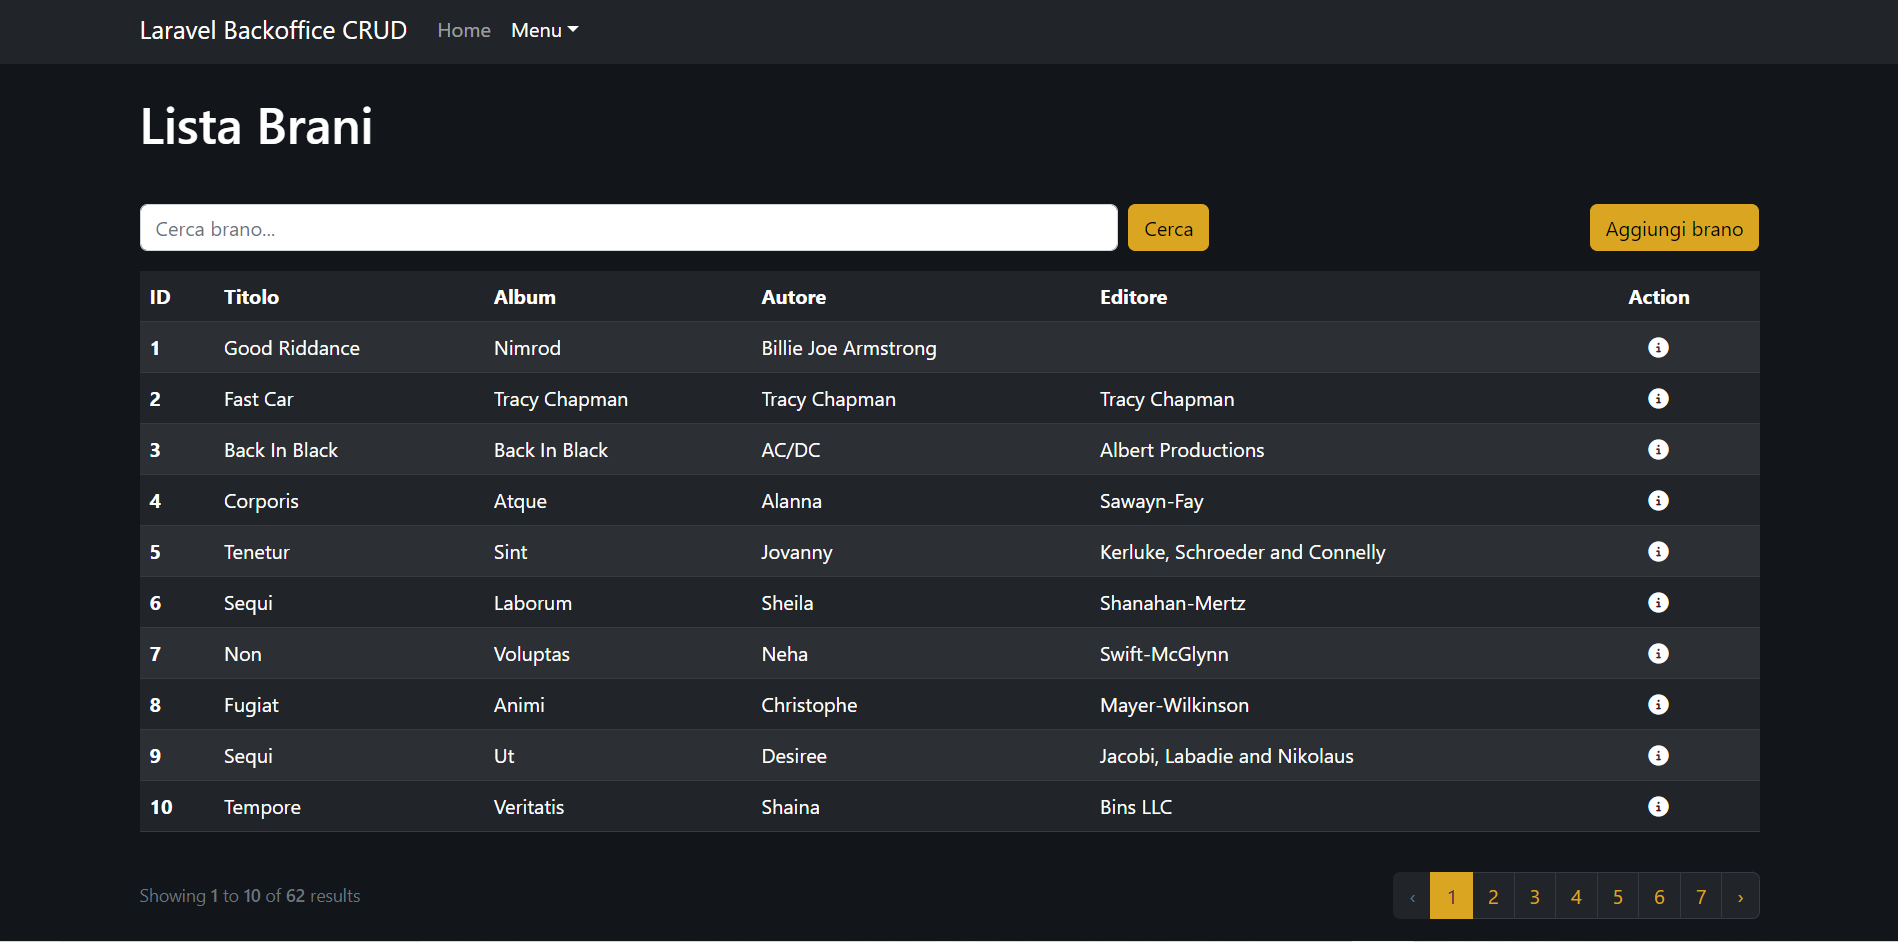 Laravel Backoffice CRUD Home Menu
Lista Brani
Cerca brano... Cerca Aggiungi brano
ID Titolo Album Autore Editore Action
1 Good Riddance Nimrod Billie Joe Armstrong
2 Fast Car Tracy Chapman Tracy Chapman Tracy Chapman
3 Back In Black Back In Black AC/DC Albert Productions
4 Corporis Atque Alanna Sawayn-Fay
5 Tenetur Sint Jovanny Kerluke, Schroeder and Connelly
6 Sequi Laborum Sheila Shanahan-Mertz
7 Non Voluptas Neha Swift-McGlynn
8 Fugiat Animi Christophe Mayer-Wilkinson
9 Sequi Ut Desiree Jacobi, Labadie and Nikolaus
10 Tempore Veritatis Shaina Bins LLC
Showing 1 to 10 of 62 results ‹ 1 2 3 4 5 6 7 ›